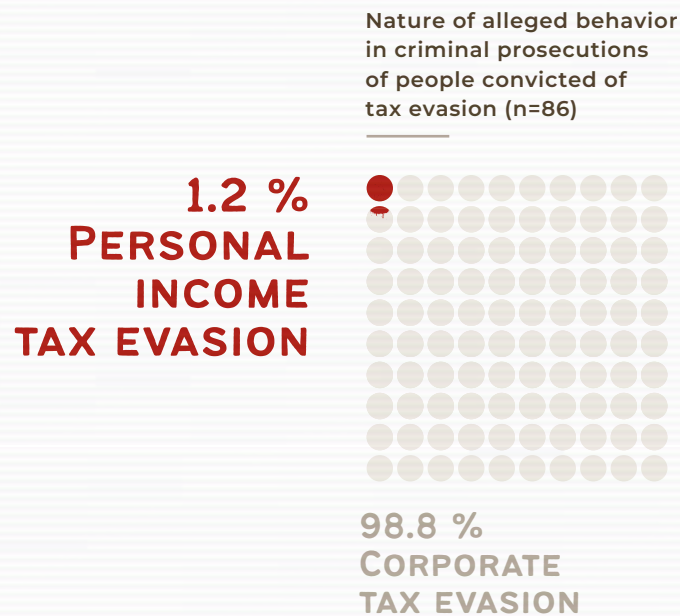 Nature of alleged behavior
in criminal prosecutions
of people convicted of
tax evasion (n=86)
1.2 %
Personal
income
tax evasion
98.8 %
Corporate
tax evasion